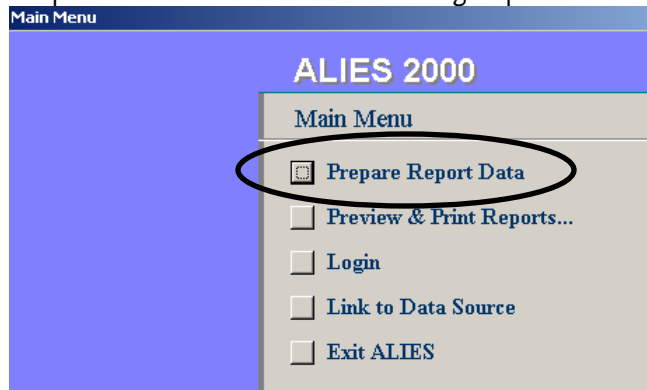 Main Menu
ALIES 2000
Main Menu
Prepare Report Data
Preview & Print Reports...
Login
Link to Data Source
Exit ALIES